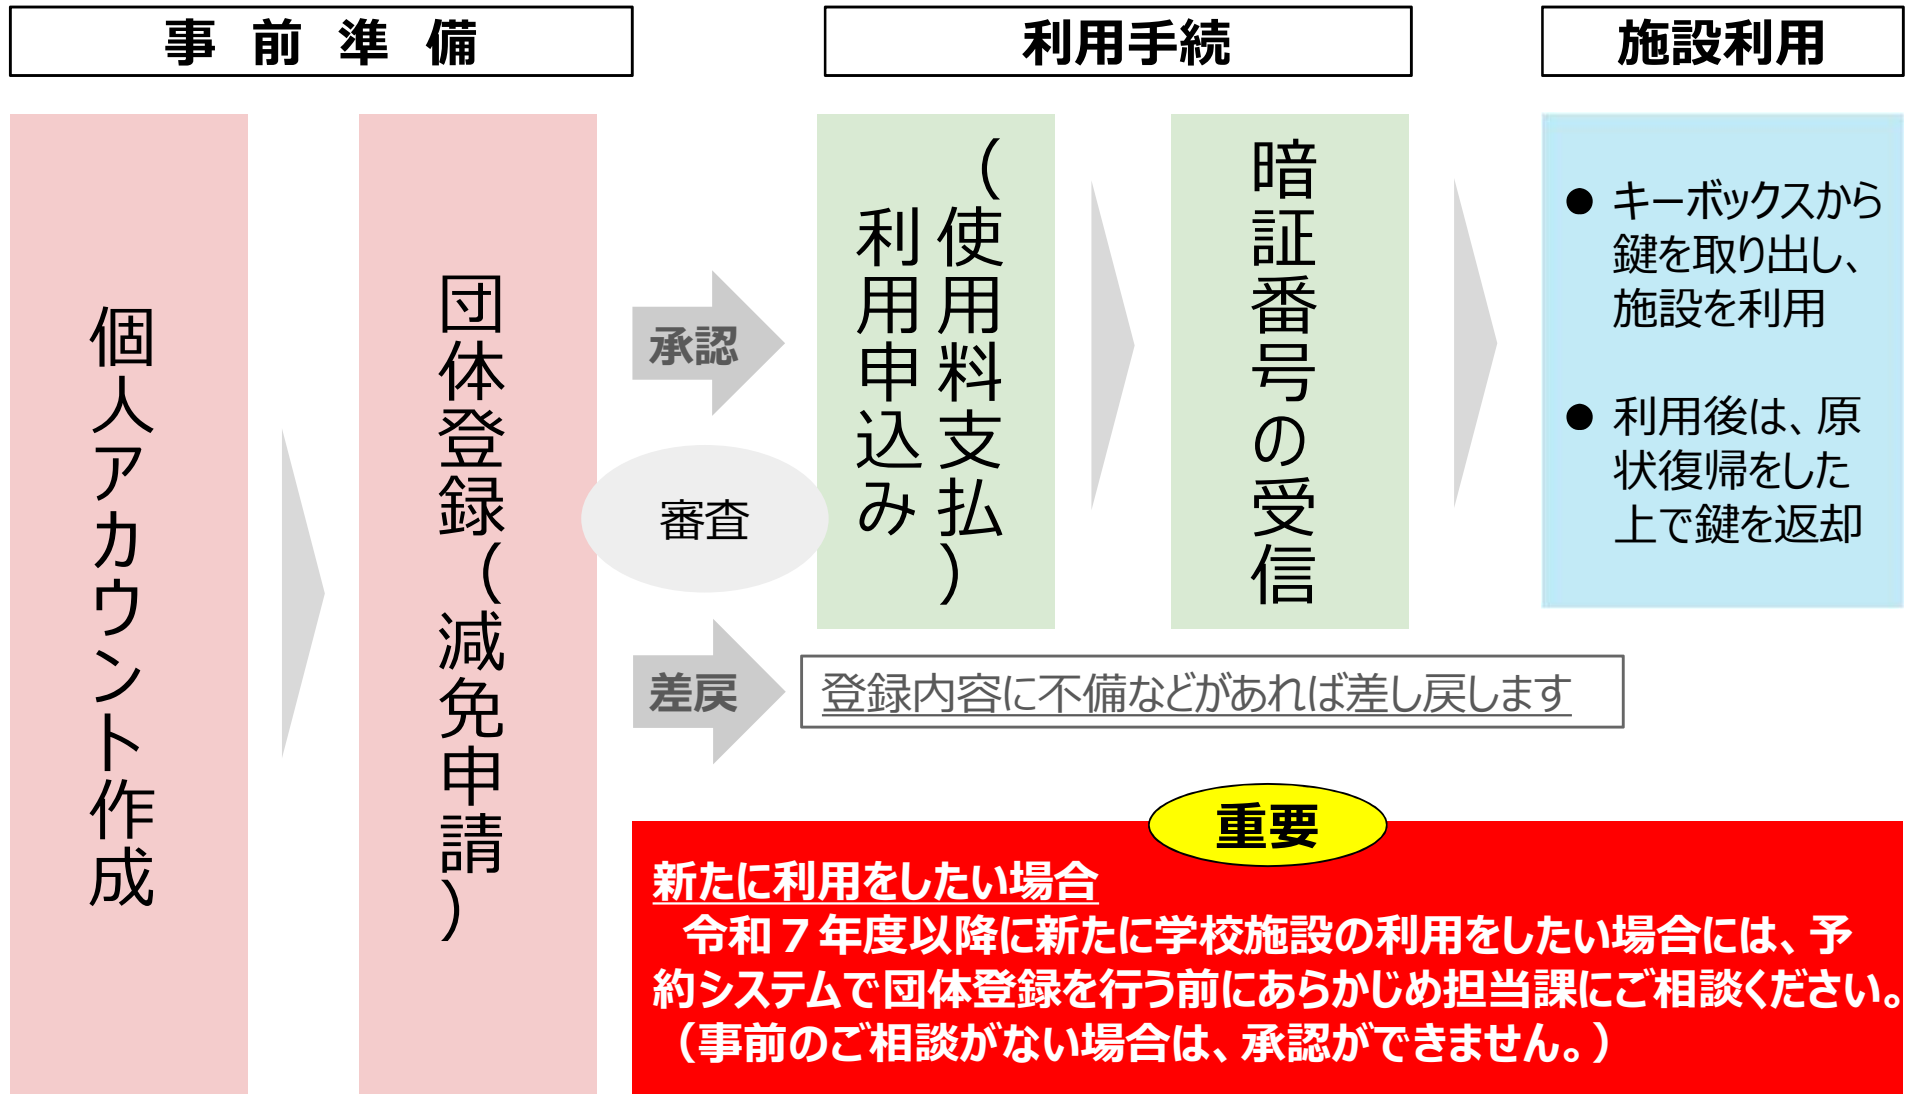 事前準備
利用手続
施設利用
個人アカウント作成
団体登録（減免申請）
承認
審査
差戻
利用申込み
（使用料支払）
暗証番号の受信
● キーボックスから
鍵を取り出し、
施設を利用
● 利用後は、原
状復帰をした
上で鍵を返却
登録内容に不備などがあれば差し戻します
重要
新たに利用をしたい場合
令和７年度以降に新たに学校施設の利用をしたい場合には、予
約システムで団体登録を行う前にあらかじめ担当課にご相談ください。
（事前のご相談がない場合は、承認ができません。）